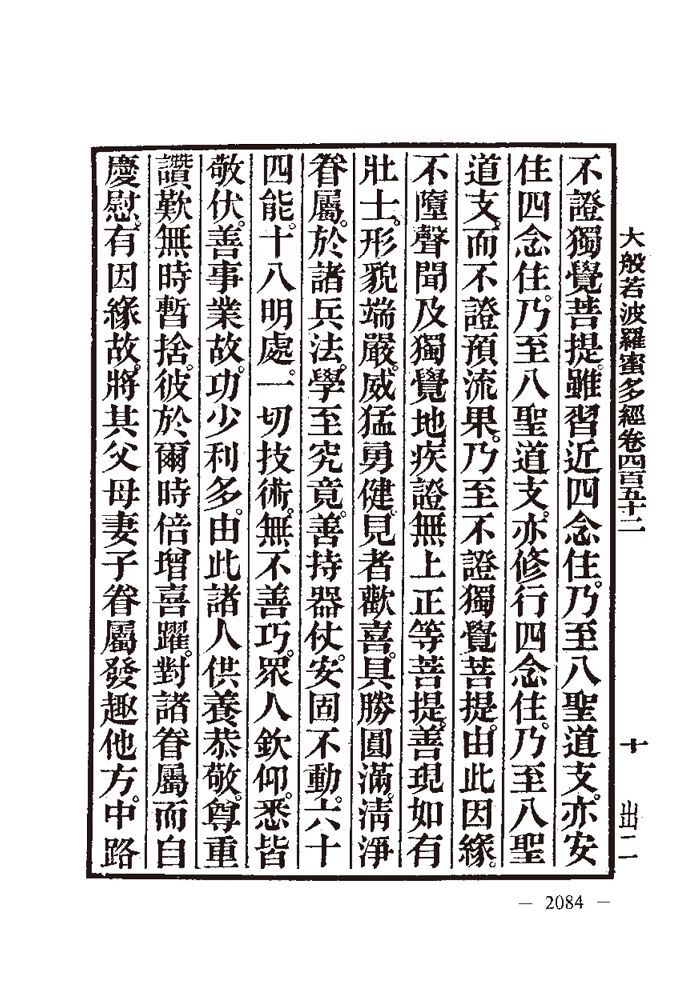 大般若波羅蜜多經卷四百五十二　十　出二
不證獨覺菩提。雖習近四念住。乃至八聖道支。亦安
住四念住。乃至八聖道支。亦修行四念住。乃至八聖
道支。而不證預流果。乃至不證獨覺菩提。由此因緣。
不墮聲聞及獨覺地疾證無上正等菩提。善現如有
壯士。形貌端嚴。威猛勇健。見者歡喜。具勝圓滿。清淨
眷屬。於諸兵法。學至究竟。善持器仗。安固不動。六十
四能。十八明處。一切技術。無不善巧。眾人欽仰。悉皆
敬伏。善事業故。功少利多。由此諸人供養恭敬。尊重
讚歎無時暫捨。彼於爾時倍增喜躍。對諸眷屬而自
慶慰。有因緣故。將其父母妻子眷屬發趣他方。中路
— 2084 —